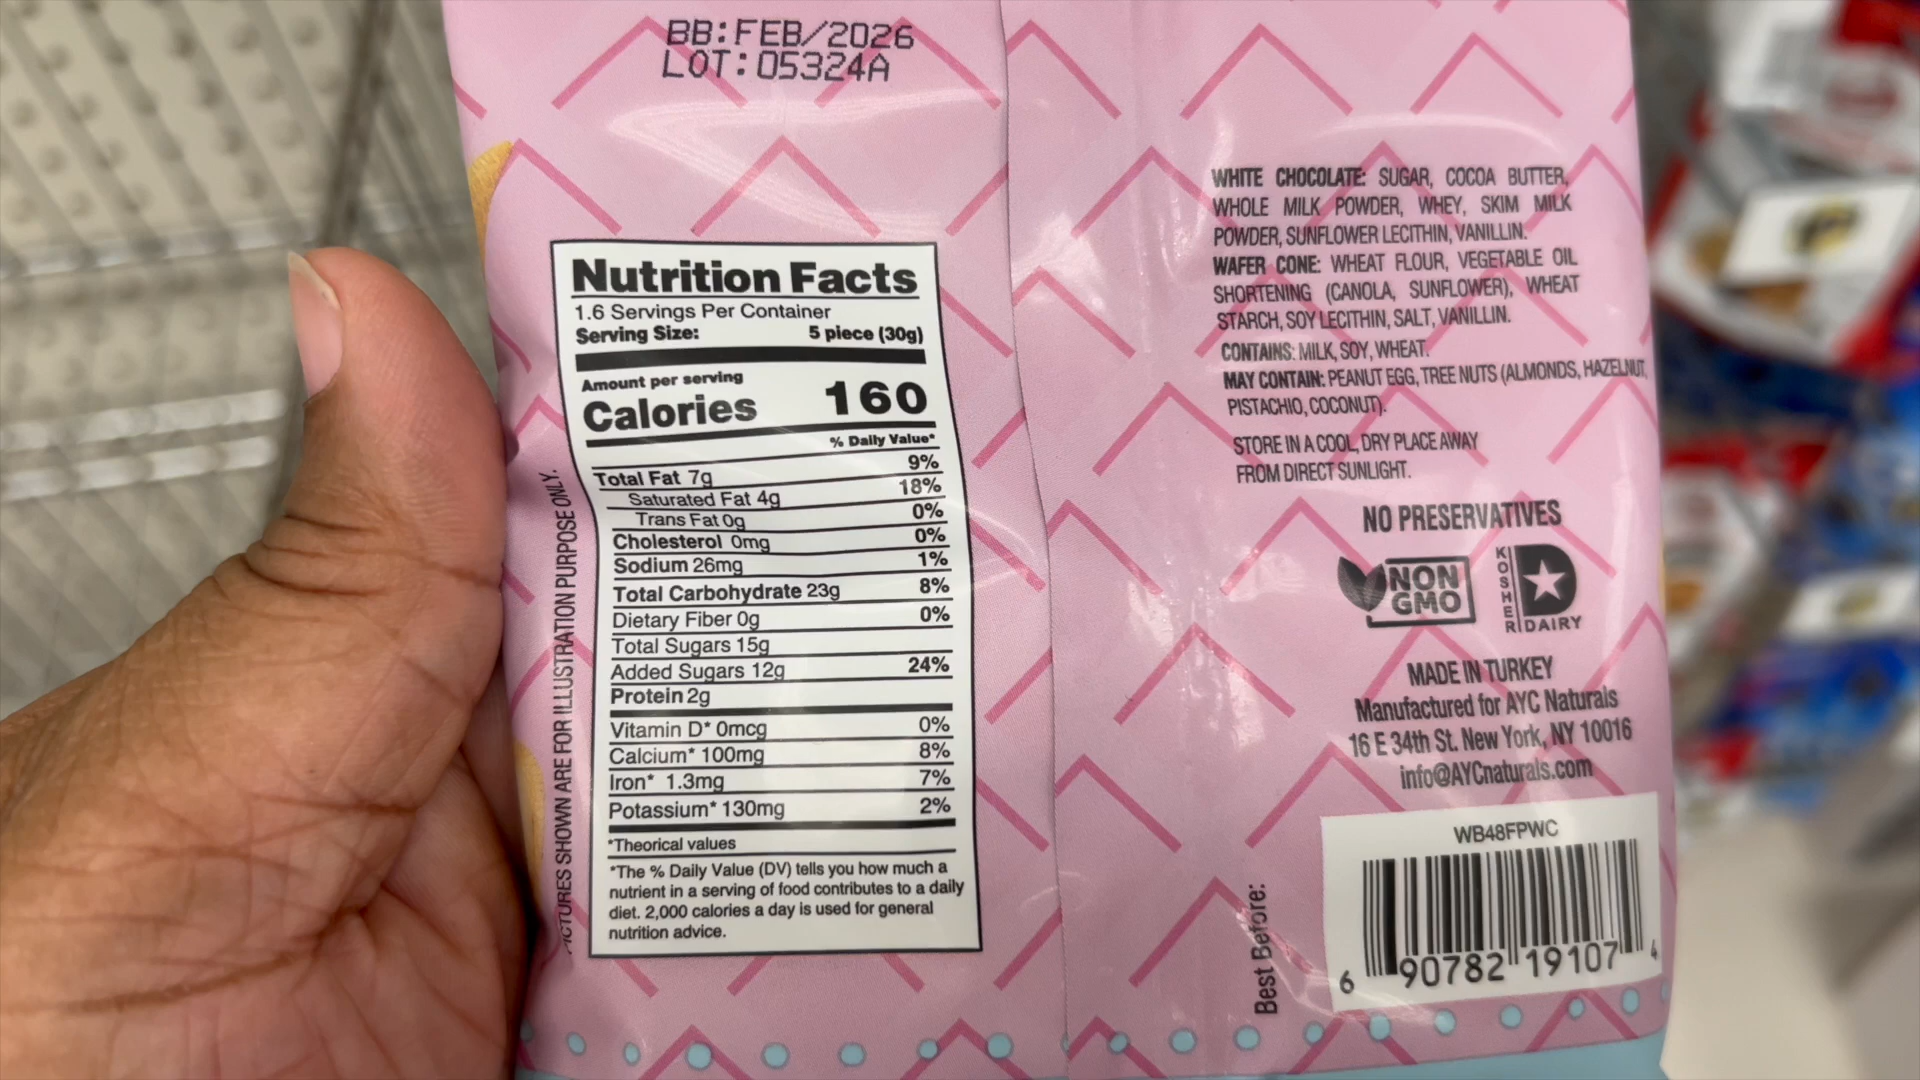 BB:FEB/2026
LOT:05324A
Nutrition Facts
1.6 Servings Per Container
Serving Size: 5 piece (30g)
Amount per serving
Calories 160
% Daily Value*
Total Fat 7g 9%
Saturated Fat 4g 18%
Trans Fat 0g 0%
Cholesterol 0mg 0%
Sodium 26mg 1%
Total Carbohydrate 23g 8%
Dietary Fiber 0g 0%
Total Sugars 15g
Added Sugars 12g 24%
Protein 2g
Vitamin D* 0mcg 0%
Calcium* 100mg 8%
Iron* 1.3mg 7%
Potassium* 130mg 2%
*Theorical values
*The % Daily Value (DV) tells you how much a
nutrient in a serving of food contributes to a daily
diet. 2,000 calories a day is used for general
nutrition advice.
PICTURES SHOWN ARE FOR ILLUSTRATION PURPOSE ONLY.
WHITE CHOCOLATE: SUGAR, COCOA BUTTER,
WHOLE MILK POWDER, WHEY, SKIM MILK
POWDER, SUNFLOWER LECITHIN, VANILLIN.
WAFER CONE: WHEAT FLOUR, VEGETABLE OIL
SHORTENING (CANOLA, SUNFLOWER), WHEAT
STARCH, SOY LECITHIN, SALT, VANILLIN.
CONTAINS: MILK, SOY, WHEAT.
MAY CONTAIN: PEANUT EGG, TREE NUTS (ALMONDS, HAZELNUT,
PISTACHIO, COCONUT).
STORE IN A COOL, DRY PLACE AWAY
FROM DIRECT SUNLIGHT.
NO PRESERVATIVES
NON
GMO
KOSHER
D
DAIRY
MADE IN TURKEY
Manufactured for AYC Naturals
16 E 34th St. New York, NY 10016
info@AYCnaturals.com
WB48FPWC
6 90782 19107 4
Best Before: